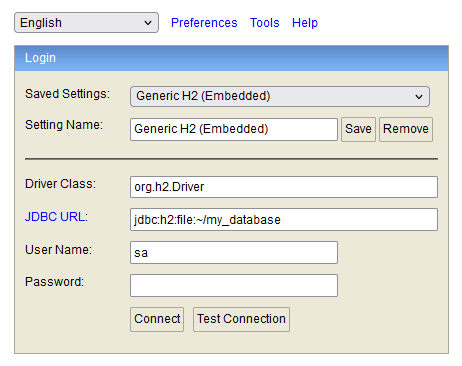 English Preferences Tools Help
Login
Saved Settings: Generic H2 (Embedded)
Setting Name: Generic H2 (Embedded) Save Remove
Driver Class: org.h2.Driver
JDBC URL: jdbc:h2:file:~/my_database
User Name: sa
Password:
Connect Test Connection